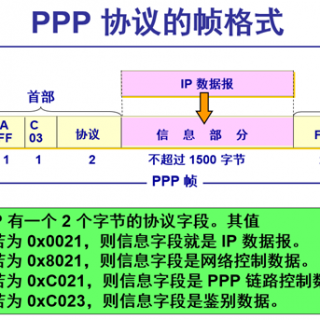 PPP 协议的帧格式
IP 数据报
首部
A C
FF 03 协议 信息部分 F
1 1 2 不超过 1500 字节
PPP 帧
P 有一个 2 个字节的协议字段。其值
若为 0x0021，则信息字段就是 IP 数据报。
若为 0x8021，则信息字段是网络控制数据。
若为 0xC021，则信息字段是 PPP 链路控制数
若为 0xC023，则信息字段是鉴别数据。